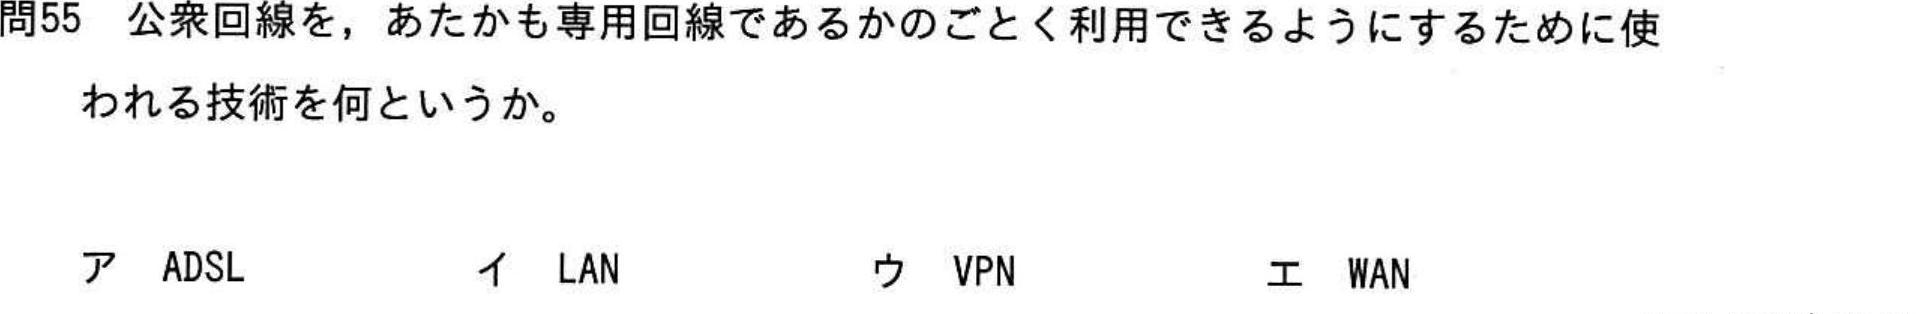 問55　公衆回線を，あたかも専用回線であるかのごとく利用できるようにするために使
われる技術を何というか。
ア　ADSL　イ　LAN　ウ　VPN　エ　WAN